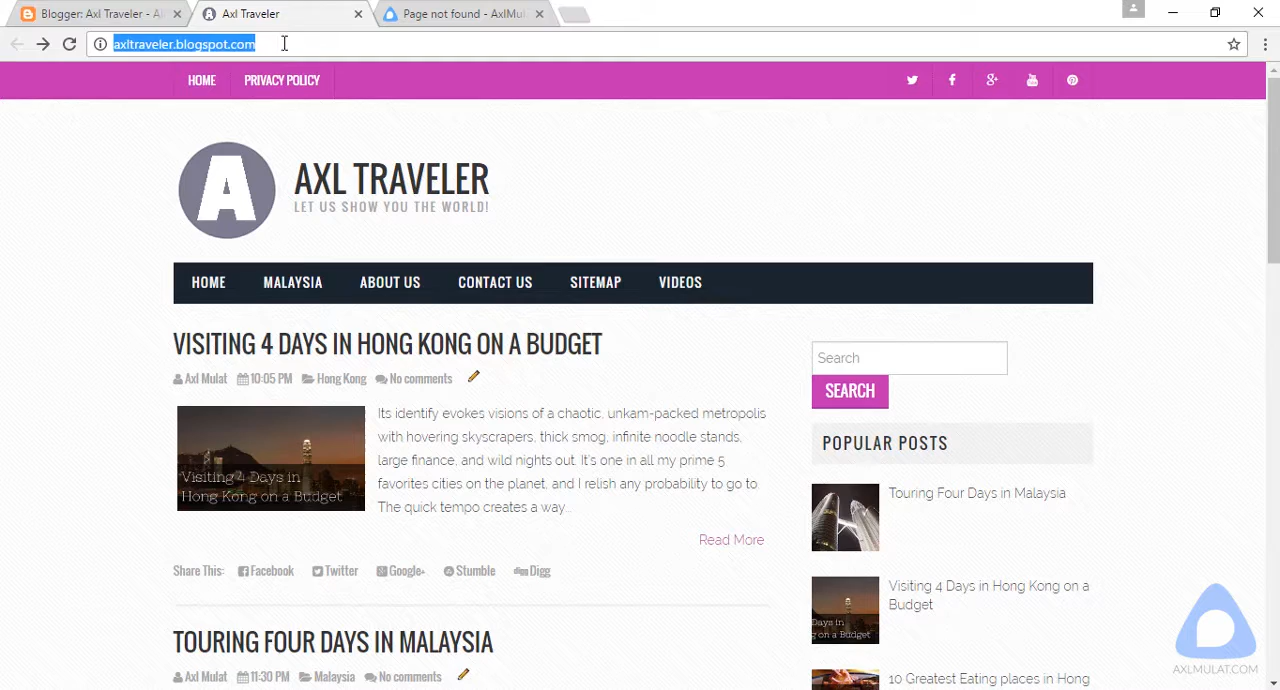 Blogger: Axl Traveler - Al
Axl Traveler
Page not found - AxlMul
axltraveler.blogspot.com
HOME
PRIVACY POLICY
A
AXL TRAVELER
LET US SHOW YOU THE WORLD!
HOME
MALAYSIA
ABOUT US
CONTACT US
SITEMAP
VIDEOS
VISITING 4 DAYS IN HONG KONG ON A BUDGET
Axl Mulat 10:05 PM Hong Kong No comments
Visiting 4 Days in
Hong Kong on a Budget
Its identify evokes visions of a chaotic, unkam-packed metropolis
with hovering skyscrapers, thick smog, infinite noodle stands,
large finance, and wild nights out. It's one in all my prime 5
favorites cities on the planet, and I relish any probability to go to.
The quick tempo creates a way...
Read More
Share This: Facebook Twitter Google+ Stumble Digg
TOURING FOUR DAYS IN MALAYSIA
Axl Mulat 11:30 PM Malaysia No comments
Search
SEARCH
POPULAR POSTS
Touring Four Days in Malaysia
Visiting 4 Days in Hong Kong on a
Budget
Days in
g on a Budget
10 Greatest Eating places in Hong
AXLMULAT.COM